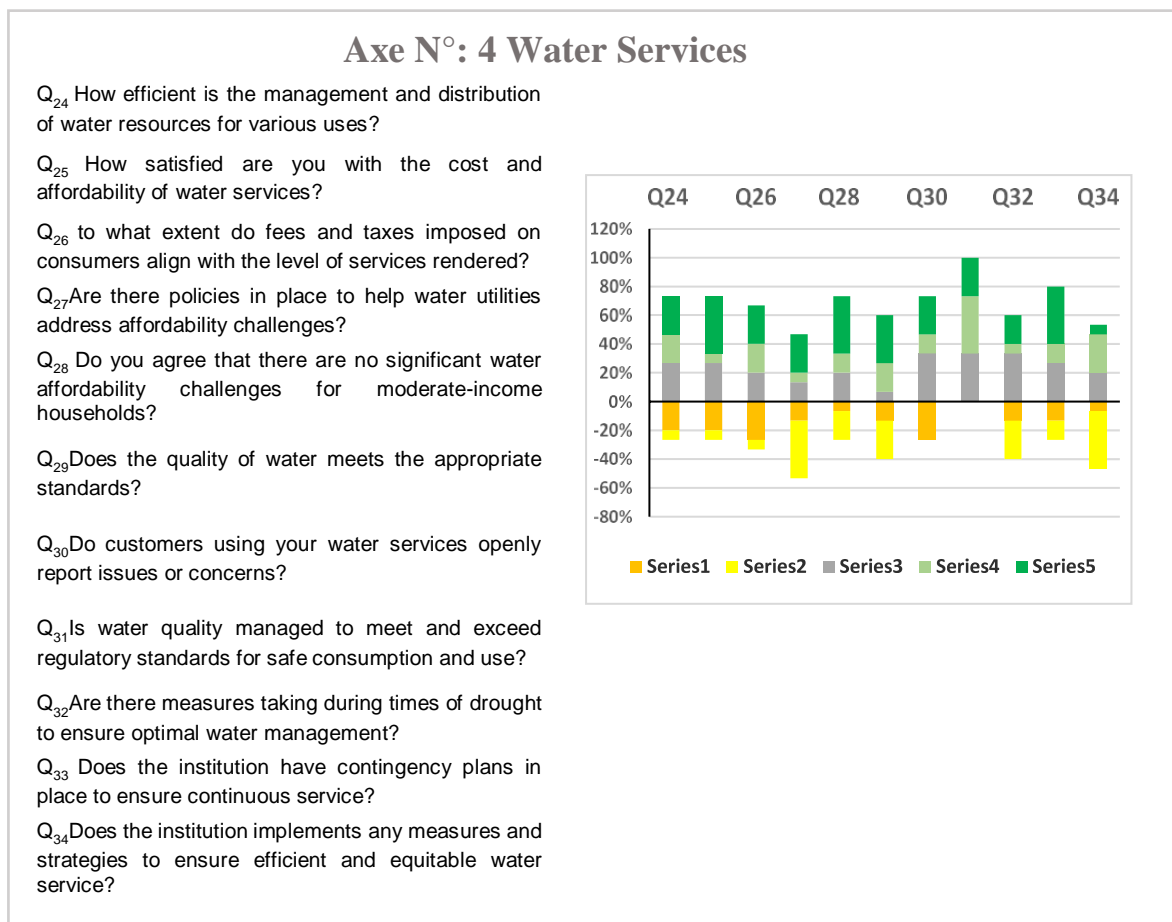 Axe N°: 4 Water Services
Q24 How efficient is the management and distribution
of water resources for various uses?
Q25 How satisfied are you with the cost and
affordability of water services?
Q26 to what extent do fees and taxes imposed on
consumers align with the level of services rendered?
Q27Are there policies in place to help water utilities
address affordability challenges?
Q28 Do you agree that there are no significant water
affordability challenges for moderate-income
households?
Q29Does the quality of water meets the appropriate
standards?
Q30Do customers using your water services openly
report issues or concerns?
Q31Is water quality managed to meet and exceed
regulatory standards for safe consumption and use?
Q32Are there measures taking during times of drought
to ensure optimal water management?
Q33 Does the institution have contingency plans in
place to ensure continuous service?
Q34Does the institution implements any measures and
strategies to ensure efficient and equitable water
service?
Q24 Q26 Q28 Q30 Q32 Q34
120%
100%
80%
60%
40%
20%
0%
-20%
-40%
-60%
-80%
Series1 Series2 Series3 Series4 Series5